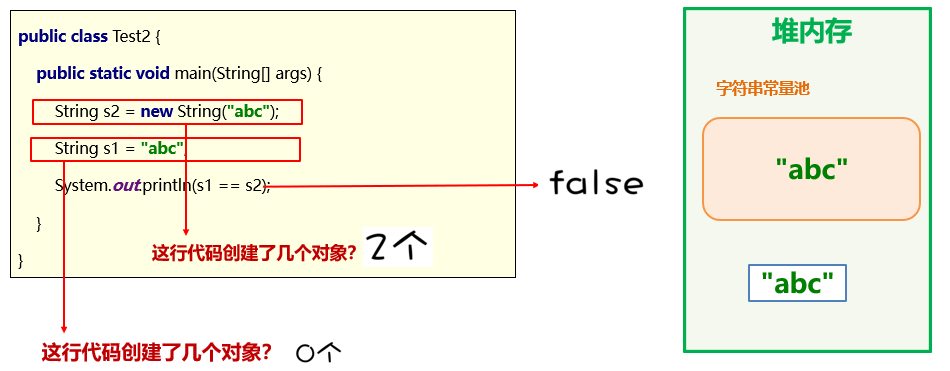 public class Test2 {
public static void main(String[] args) {
String s2 = new String("abc");
String s1 = "abc"
System.out.println(s1 == s2);
}
}
这行代码创建了几个对象? 2个
这行代码创建了几个对象? 0个
false
堆内存
字符串常量池
"abc"
"abc"